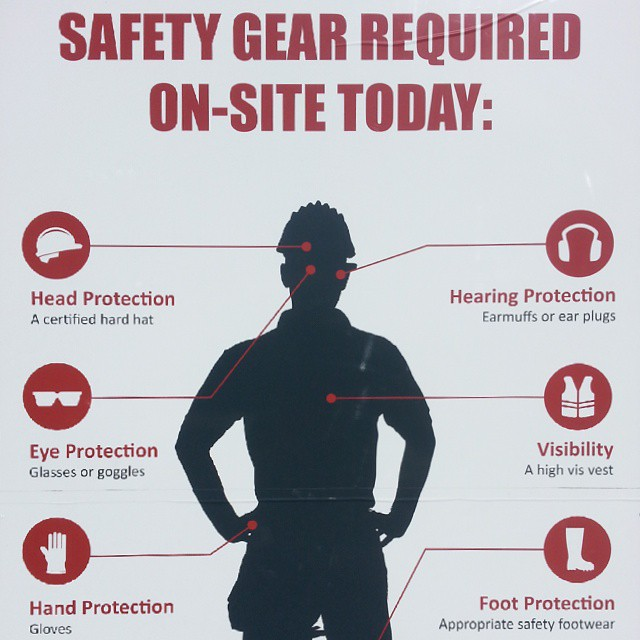 SAFETY GEAR REQUIRED
ON-SITE TODAY:
Head Protection
A certified hard hat
Hearing Protection
Earmuffs or ear plugs
Eye Protection
Glasses or goggles
Visibility
A high vis vest
Hand Protection
Gloves
Foot Protection
Appropriate safety footwear